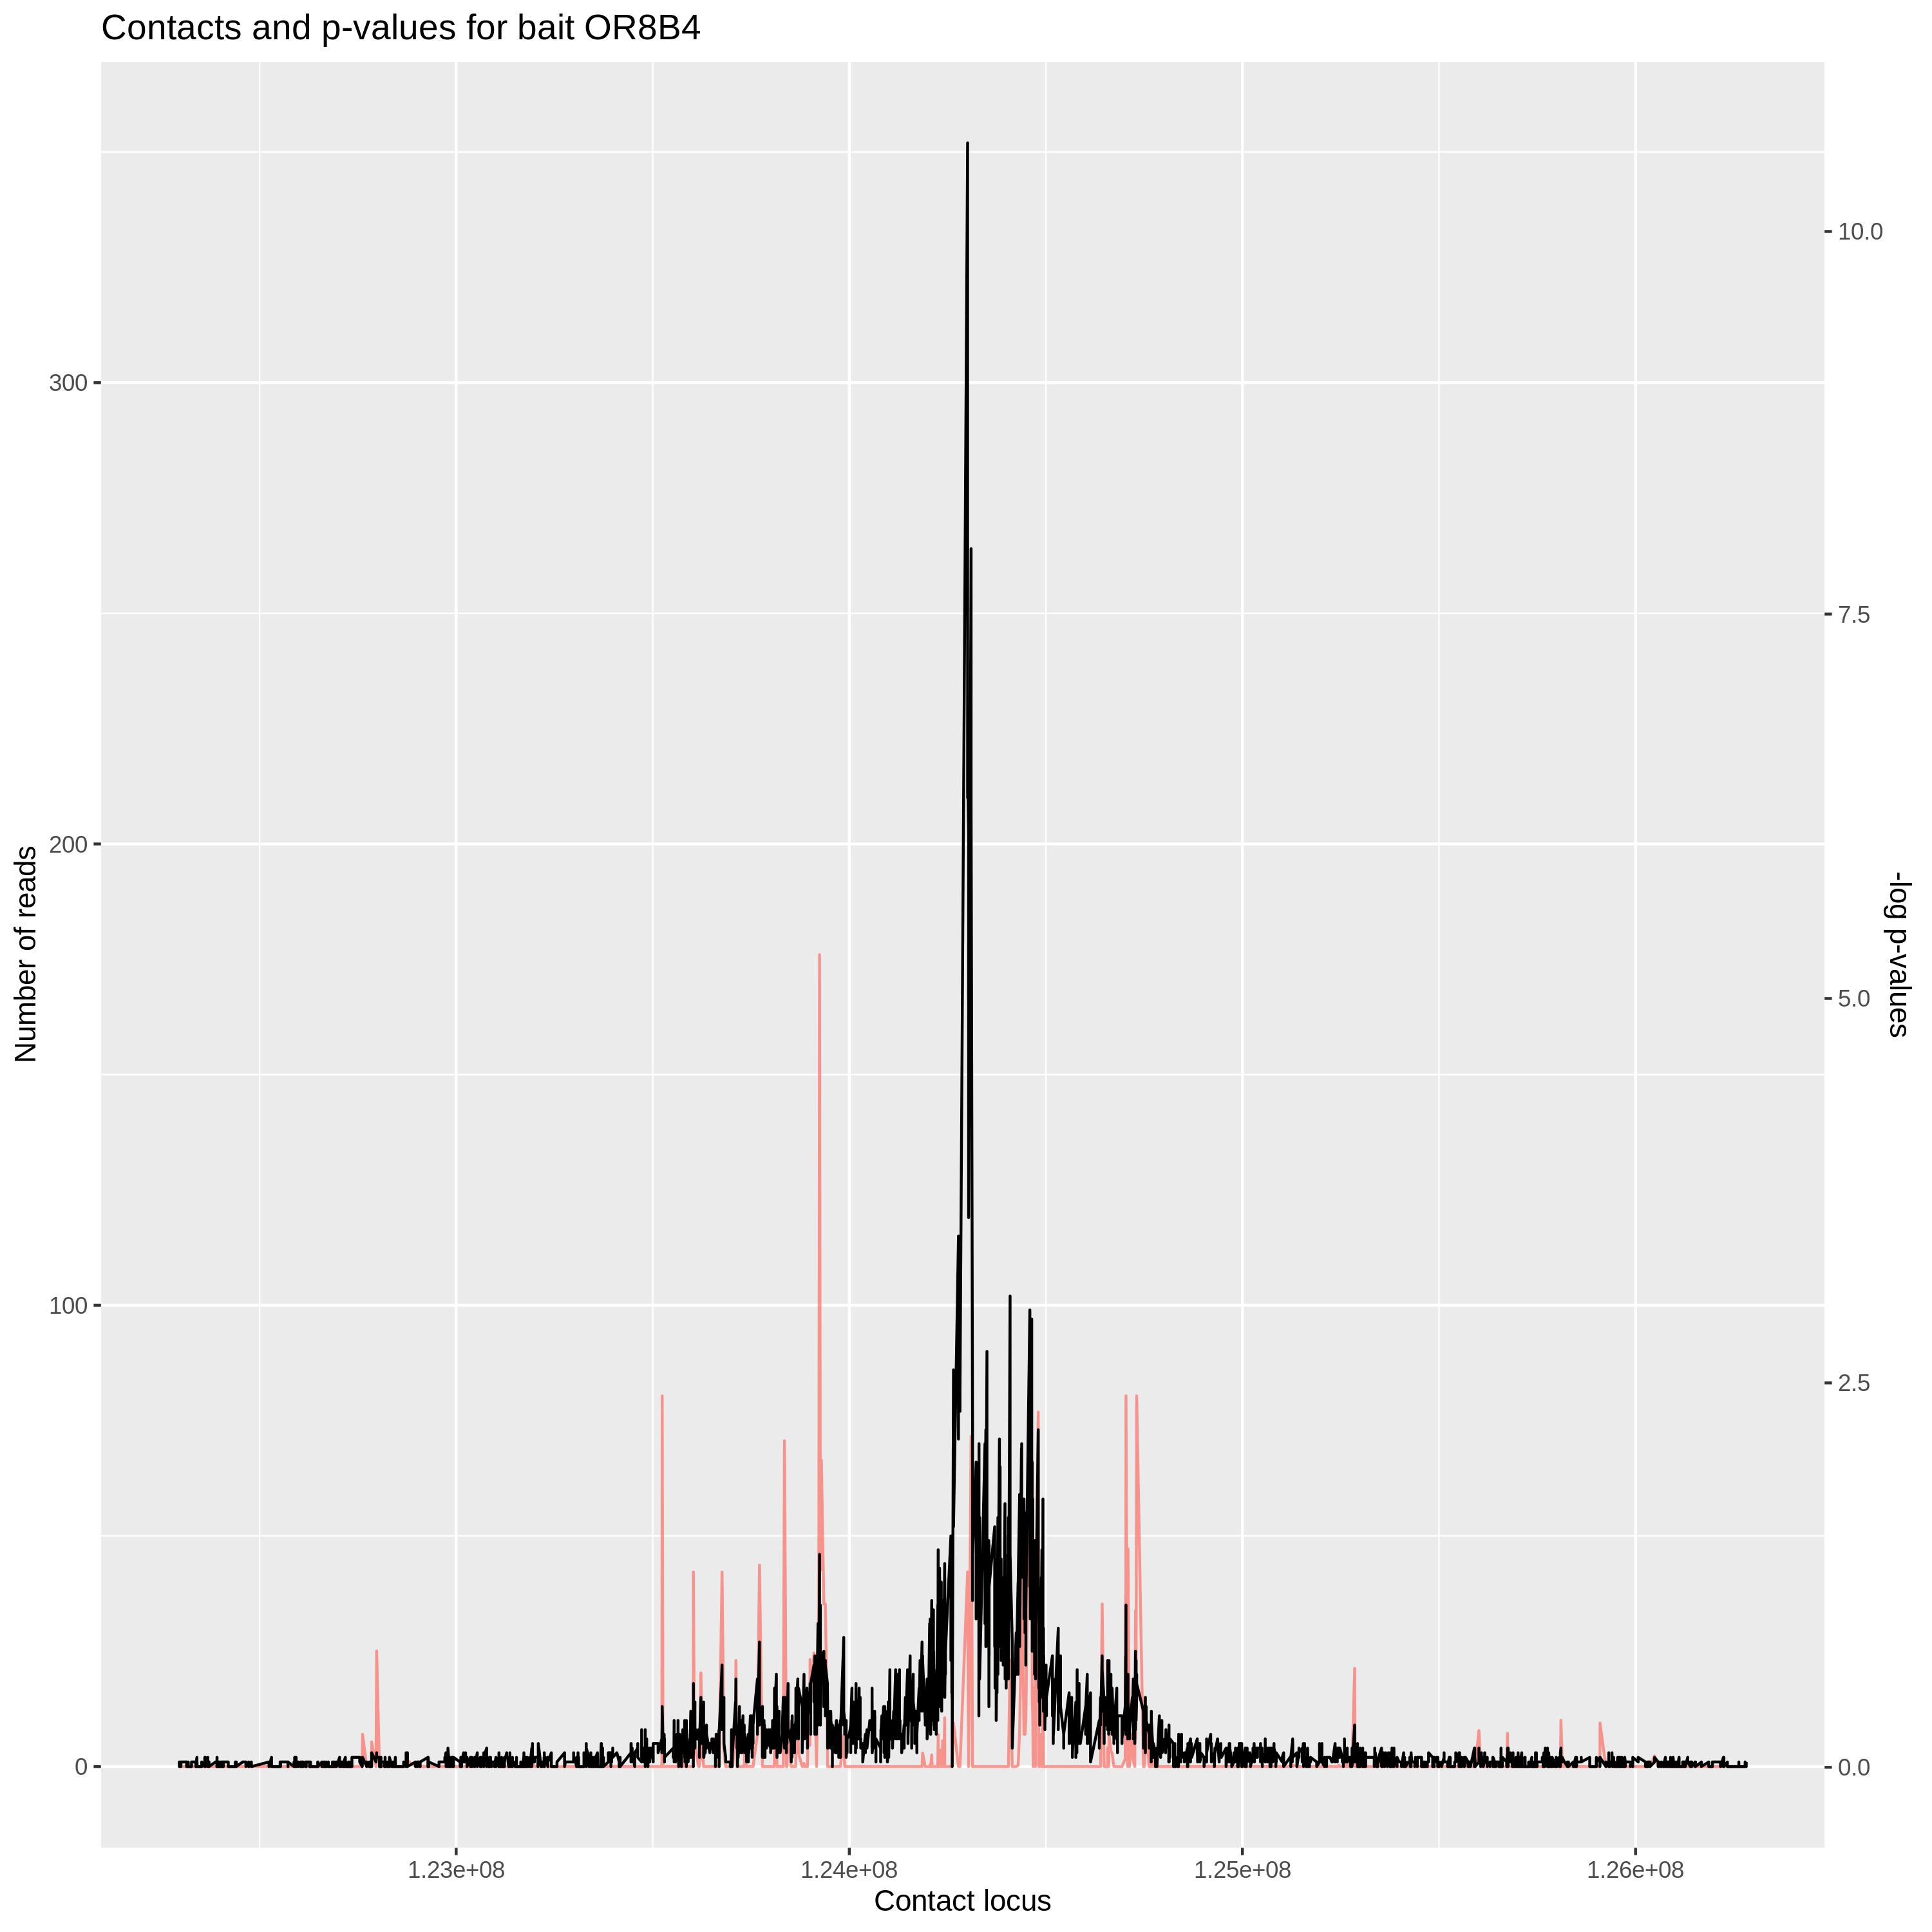 Contacts and p-values for bait OR8B4
Number of reads
300
200
100
0
10.0
7.5
5.0
2.5
0.0
-log p-values
1.23e+08 1.24e+08 1.25e+08 1.26e+08
Contact locus